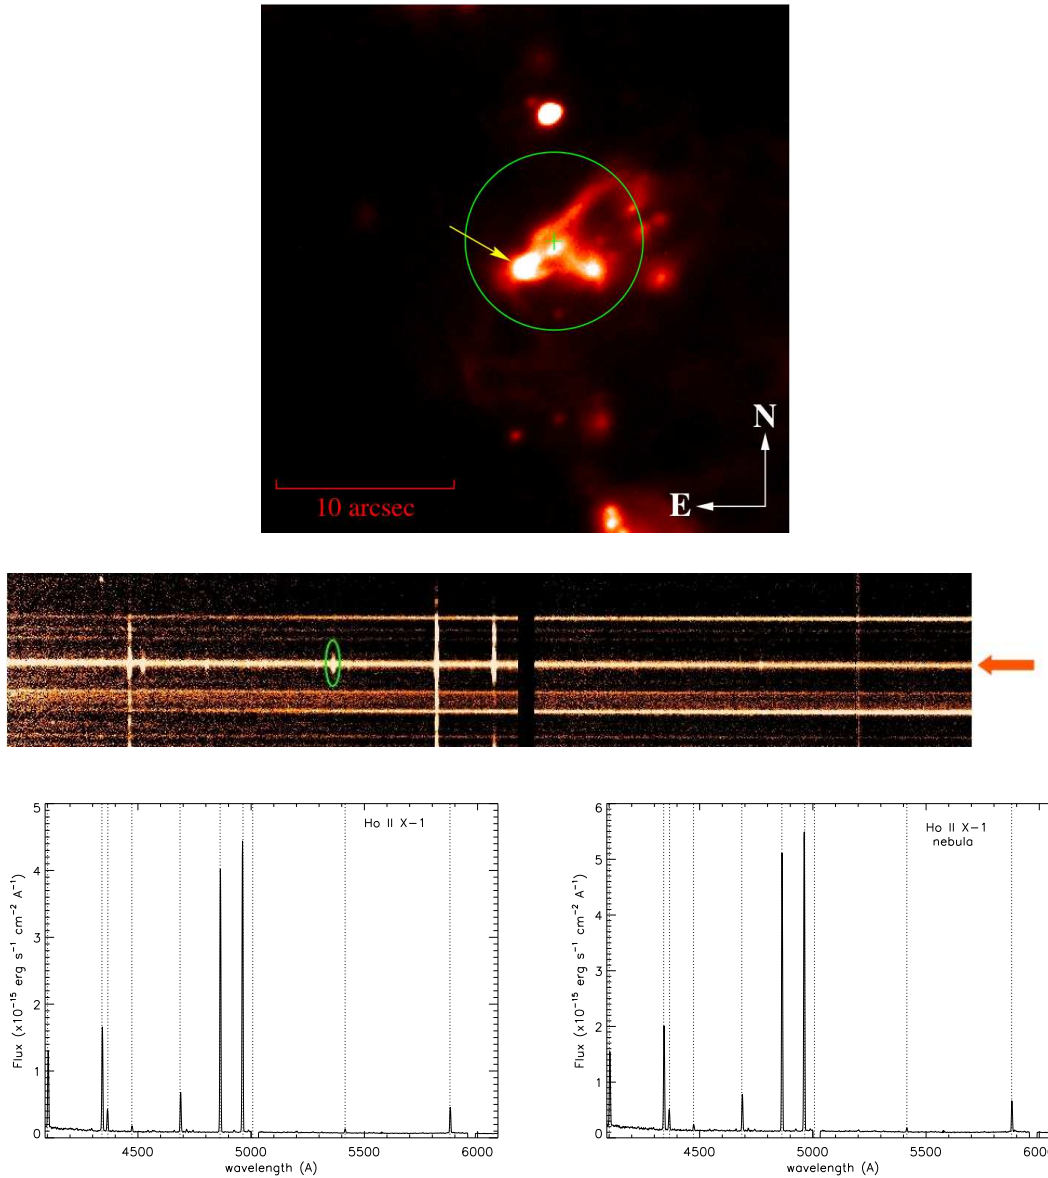 N
E
10 arcsec
Ho II X-1
Flux (x10⁻¹⁵ erg s⁻¹ cm⁻² A⁻¹)
5
4
3
2
1
0
4500 5000 5500 6000
wavelength (A)
Ho II X-1
nebula
Flux (x10⁻¹⁵ erg s⁻¹ cm⁻² A⁻¹)
6
5
4
3
2
1
0
4500 5000 5500 600
wavelength (A)